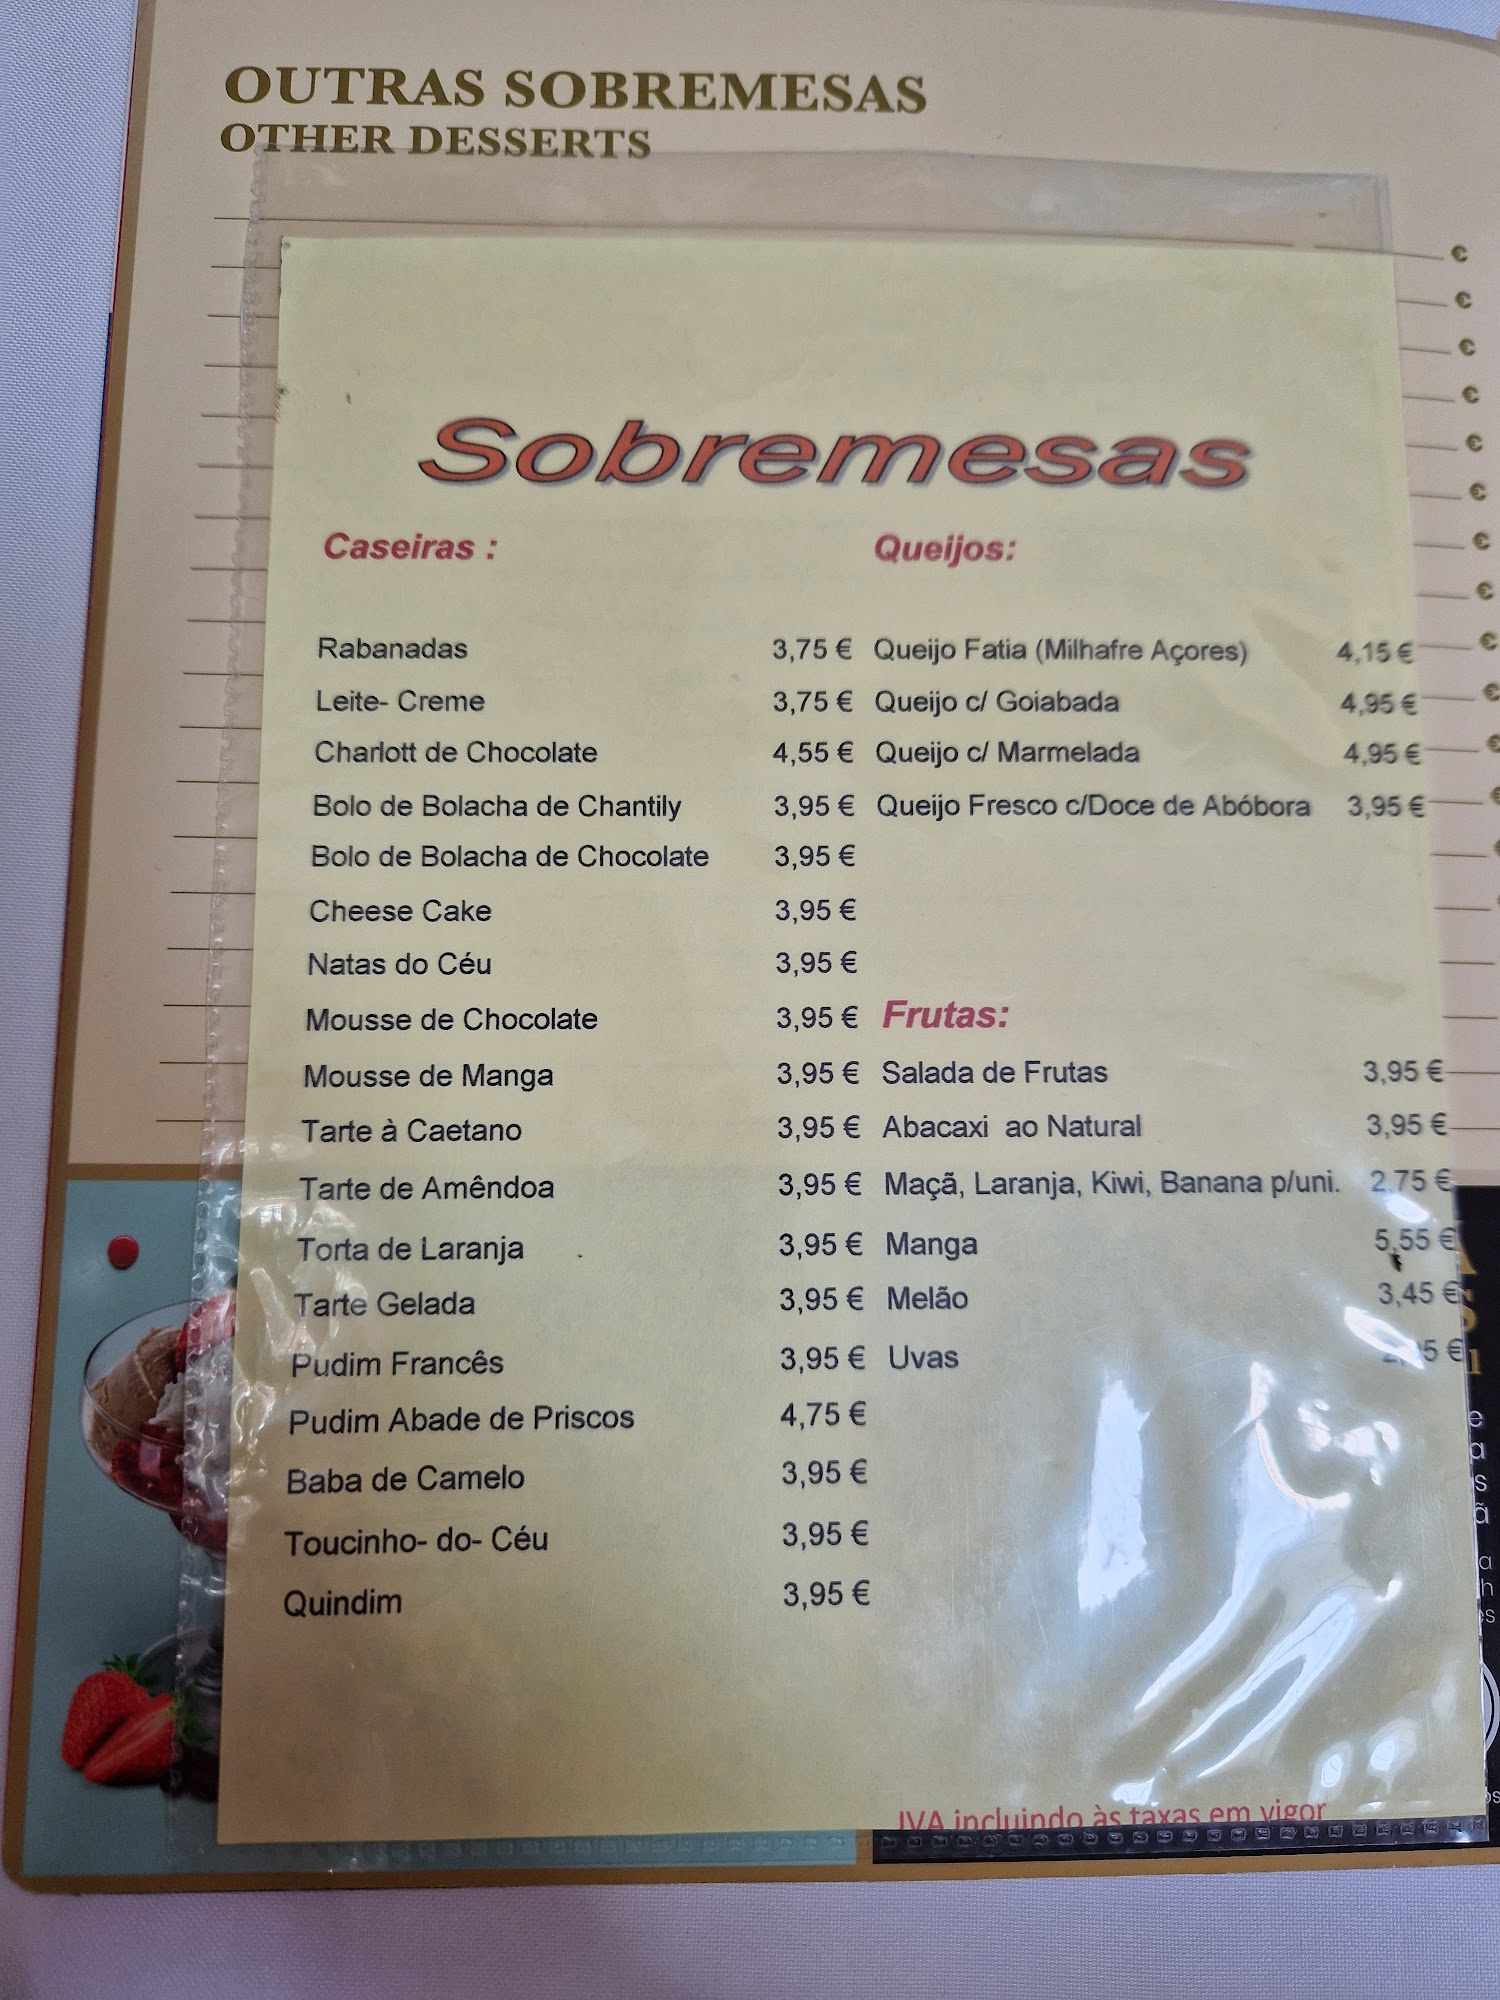 OUTRAS SOBREMESAS
OTHER DESSERTS
Sobremesas
Caseiras :
Rabanadas 3,75 €
Leite- Creme 3,75 €
Charlott de Chocolate 4,55 €
Bolo de Bolacha de Chantily 3,95 €
Bolo de Bolacha de Chocolate 3,95 €
Cheese Cake 3,95 €
Natas do Céu 3,95 €
Mousse de Chocolate 3,95 €
Mousse de Manga 3,95 €
Tarte à Caetano 3,95 €
Tarte de Amêndoa 3,95 €
Torta de Laranja 3,95 €
Tarte Gelada 3,95 €
Pudim Francês 3,95 €
Pudim Abade de Priscos 4,75 €
Baba de Camelo 3,95 €
Toucinho- do- Céu 3,95 €
Quindim 3,95 €
Queijos:
Queijo Fatia (Milhafre Açores) 4,15 €
Queijo c/ Goiabada 4,95 €
Queijo c/ Marmelada 4,95 €
Queijo Fresco c/Doce de Abóbora 3,95 €
Frutas:
Salada de Frutas 3,95 €
Abacaxi ao Natural 3,95 €
Maçã, Laranja, Kiwi, Banana p/uni. 2,75 €
Manga 5,55 €
Melão 3,45 €
Uvas
IVA incluindo às taxas em vigor